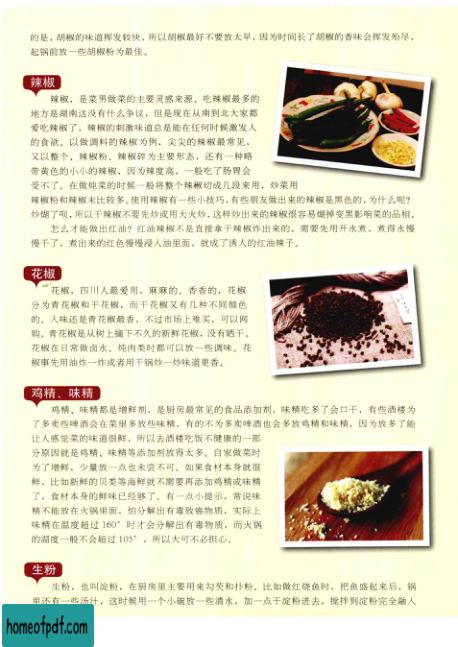 的是，胡椒的味道挥发较快，所以胡椒最好不要放太早，因为时间长了胡椒的香味会挥发殆尽，
起锅前放一些胡椒粉为最佳。
辣椒
辣椒，是菜男做菜的主要灵感来源。吃辣椒最多的
地方是湖南这没有什么争议，但是现在从南到北大家都
爱吃辣椒了，辣椒的刺激味道总是能在任何时候激发人
的食欲。以做调料的辣椒为例，尖尖的辣椒最常见，
又以整个、辣椒粉、辣椒碎为主要形态，还有一种略
带黄色的小小的辣椒，因为辣度高，一般吃了肠胃会
受不了。在做炖菜的时候一般将整个辣椒切成几段来用，炒菜用
辣椒粉和辣椒末比较多。使用辣椒有一些小技巧，有些朋友做出来的辣椒是黑色的，为什么呢？
炒煳了呗，所以干辣椒不要先炒或用大火炒，这样炒出来的辣椒很容易爆掉变黑影响菜的品相。
怎么才能做出红油？红油辣椒不是直接拿干辣椒炸出来的，需要先用开水煮，煮得水慢
慢干了，煮出来的红色慢慢浸入油里面，就成了诱人的红油辣子。
花椒
花椒，四川人最爱用，麻麻的。香香的，花椒
分为青花椒和干花椒，而干花椒又有几种不同颜色
的。入味还是青花椒最香，不过市场上难买，可以网
购。青花椒是从树上摘下不久的新鲜花椒，没有晒干。
花椒在日常做卤水、炖肉类时都可以放一些调味。花
椒事先用油炸一炸或者用干锅炒一炒味道更香。
鸡精、味精
鸡精、味精都是增鲜剂，是厨房最常见的食品添加剂，味精吃多了会口干，有些酒楼为
了多卖些啤酒会在菜里多放些味精，有的不为多卖啤酒也会多放鸡精和味精，因为放多了能
让人感觉菜的味道很鲜，所以去酒楼吃饭不健康的一部
分原因就是鸡精、味精等添加剂放得太多。自家做菜时
为了增鲜，少量放一点也未尝不可。如果食材本身就很
鲜，比如新鲜的贝类等海鲜就不需要再添加鸡精或味精
了，食材本身的鲜味已经够了。有一点小提示，常说味
精不能放在火锅里面，怕分解出有毒致癌物质，实际上
味精在温度超过160°时才会分解出有毒物质，而火锅
的温度一般不会超过105°，所以大可不必担心。
生粉
生粉，也叫淀粉，在厨房里主要用来勾芡和扑粉。比如做红烧鱼时，把鱼盛起来后，锅
里还有一些汤汁，这时候用一个小碗放一些清水，加一点干淀粉进去，搅拌到淀粉完全融入
homeofpdf.com